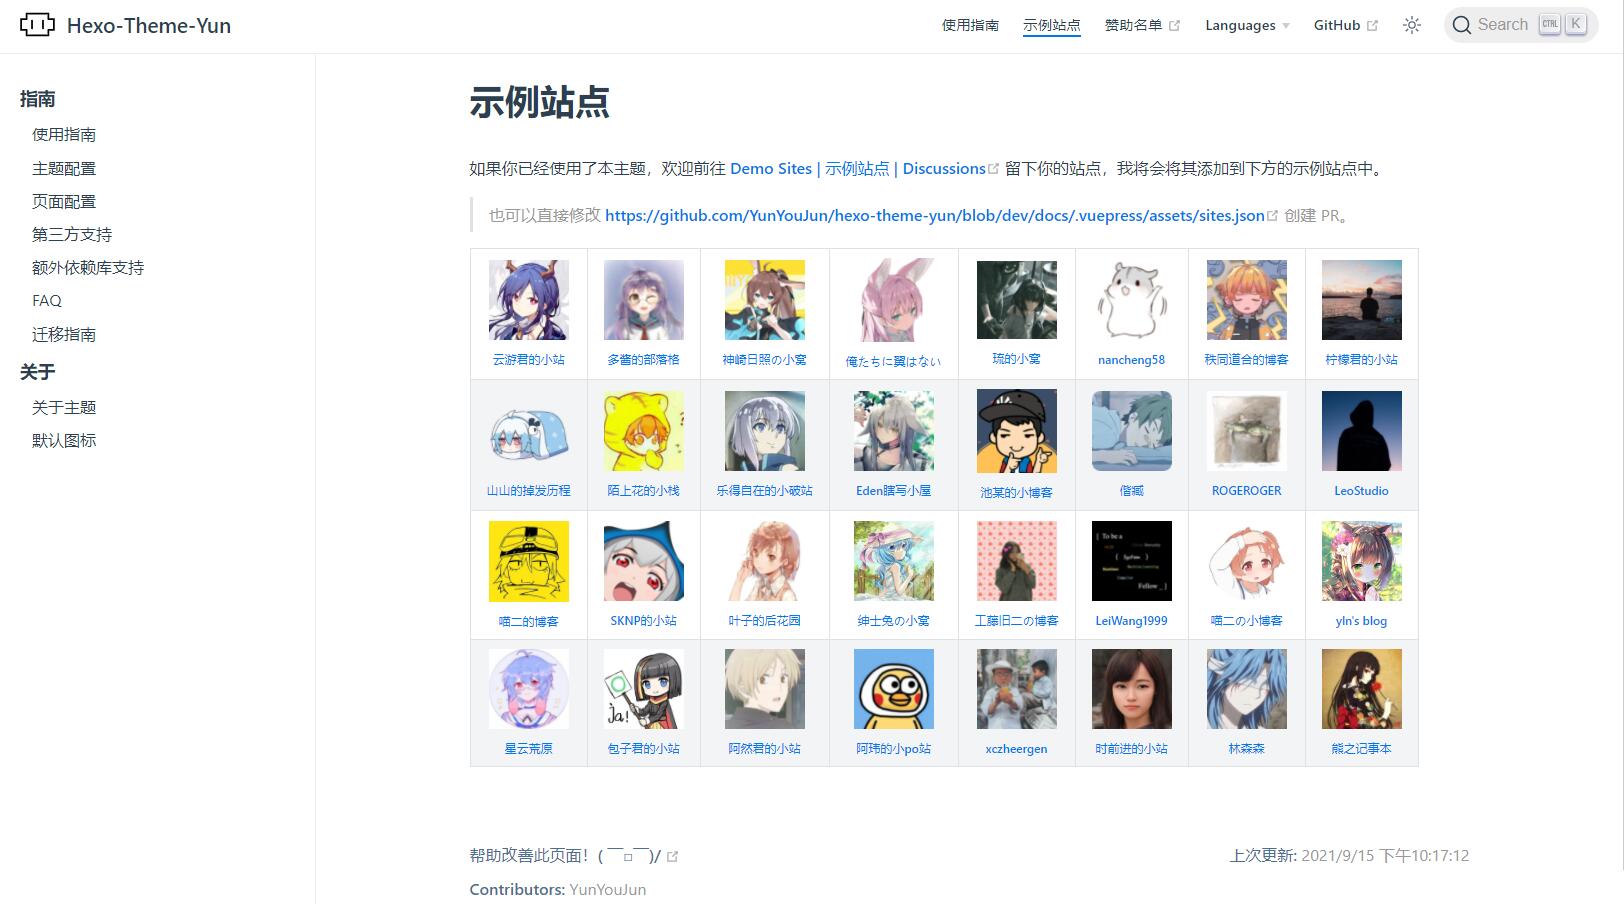 Hexo-Theme-Yun
使用指南 示例站点 赞助名单 Languages GitHub Search CTRL K
指南
使用指南
主题配置
页面配置
第三方支持
额外依赖库支持
FAQ
迁移指南
关于
关于主题
默认图标
示例站点
如果你已经使用了本主题，欢迎前往 Demo Sites | 示例站点 | Discussions 留下你的站点，我将会将其添加到下方的示例站点中。
也可以直接修改 https://github.com/YunYouJun/hexo-theme-yun/blob/dev/docs/.vuepress/assets/sites.json 创建 PR。
云游君的小站 多酱的部落格 神崎日照の小窝 俺たちに翼はない 琉的小窝 nancheng58 秩同道合的博客 柠檬君的小站
山山的掉发历程 陌上花的小栈 乐得自在的小破站 Eden瞎写小屋 池某的小博客 偕臧 ROGEROGER LeoStudio
[ To be a
Fellow _ ]
喵二的博客 SKNP的小站 叶子的后花园 绅士兔の小窝 工藤旧二の博客 LeiWang1999 喵二の小博客 yln's blog
Ja!
星云荒原 包子君的小站 阿然君的小站 阿玮的小po站 xczheergen 时前进的小站 林森森 熊之记事本
帮助改善此页面！( ￣□￣)/
上次更新: 2021/9/15 下午10:17:12
Contributors: YunYouJun